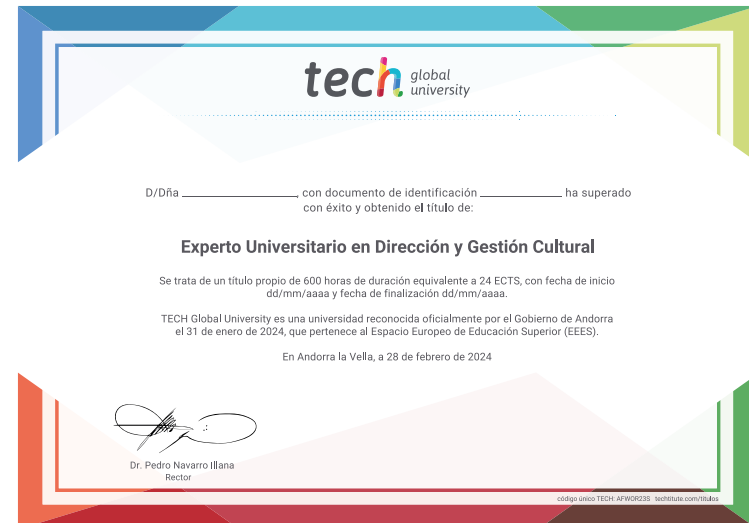 tech global university
D/Dña ____________________, con documento de identificación ______________ ha superado
con éxito y obtenido el título de:
Experto Universitario en Dirección y Gestión Cultural
Se trata de un título propio de 600 horas de duración equivalente a 24 ECTS, con fecha de inicio
dd/mm/aaaa y fecha de finalización dd/mm/aaaa.
TECH Global University es una universidad reconocida oficialmente por el Gobierno de Andorra
el 31 de enero de 2024, que pertenece al Espacio Europeo de Educación Superior (EEES).
En Andorra la Vella, a 28 de febrero de 2024
Dr. Pedro Navarro Illana
Rector
código único TECH: AFWOR23S techtitute.com/titulos